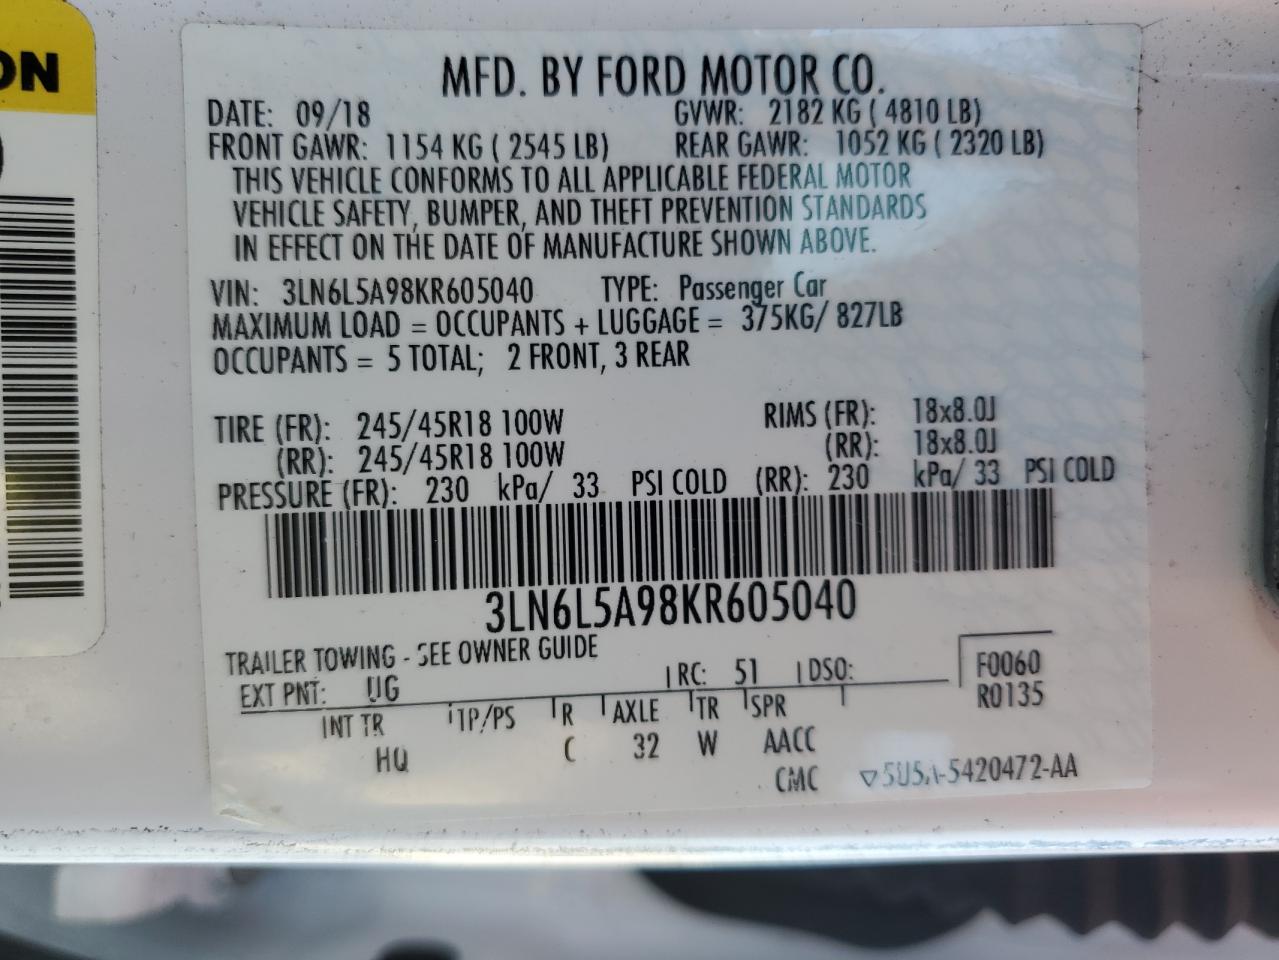 ON
MFD. BY FORD MOTOR CO.
DATE: 09/18 GVWR: 2182 KG ( 4810 LB)
FRONT GAWR: 1154 KG ( 2545 LB) REAR GAWR: 1052 KG ( 2320 LB)
THIS VEHICLE CONFORMS TO ALL APPLICABLE FEDERAL MOTOR
VEHICLE SAFETY, BUMPER, AND THEFT PREVENTION STANDARDS
IN EFFECT ON THE DATE OF MANUFACTURE SHOWN ABOVE.
VIN: 3LN6L5A98KR605040 TYPE: Passenger Car
MAXIMUM LOAD = OCCUPANTS + LUGGAGE = 375KG/ 827LB
OCCUPANTS = 5 TOTAL; 2 FRONT, 3 REAR
TIRE (FR): 245/45R18 100W RIMS (FR): 18x8.0J
(RR): 245/45R18 100W (RR): 18x8.0J
PRESSURE (FR): 230 kPa/ 33 PSI COLD (RR): 230 kPa/ 33 PSI COLD
3LN6L5A98KR605040
TRAILER TOWING - SEE OWNER GUIDE
EXT PNT: UG RC: 51 DSO: F0060
R0135
INT TR TP/PS R AXLE TR SPR
HQ C 32 W AACC
CMC ▽5U5A-5420472-AA